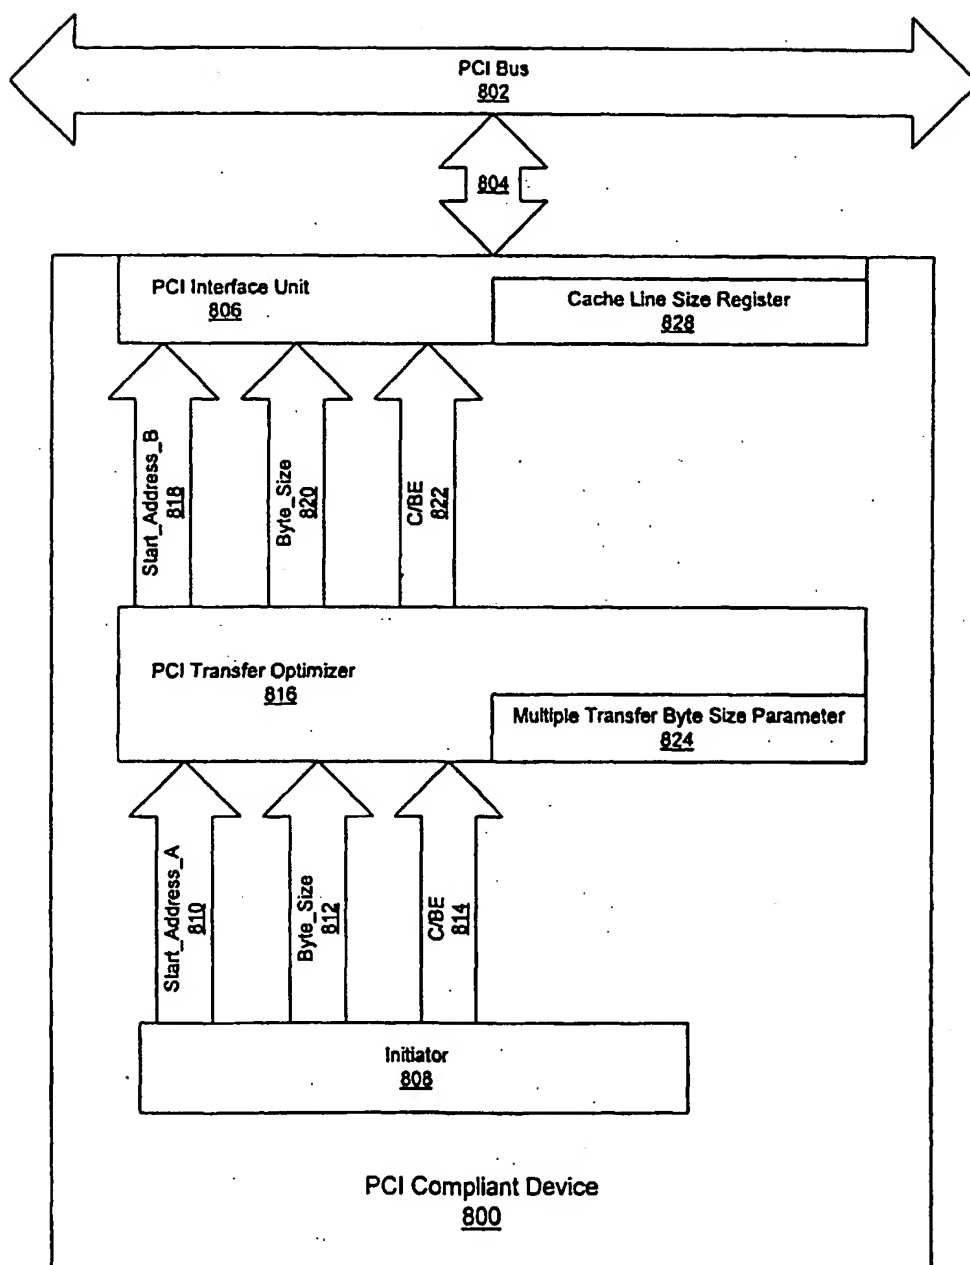 PCI Bus
802
804
PCI Interface Unit
806
Cache Line Size Register
828
Start_Address_B
818
Byte_Size
820
C/BE
822
PCI Transfer Optimizer
816
Multiple Transfer Byte Size Parameter
824
Start_Address_A
810
Byte_Size
812
C/BE
814
Initiator
808
PCI Compliant Device
800